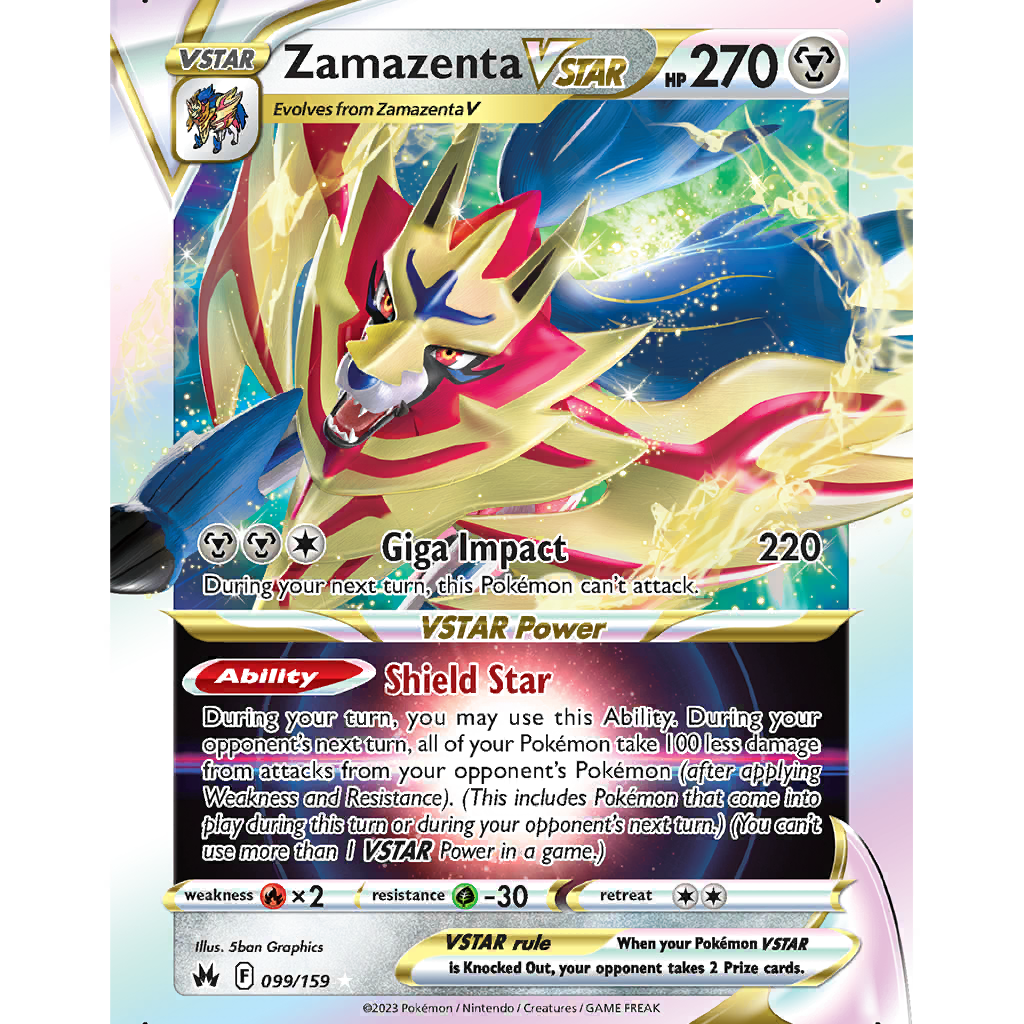 VSTAR
Zamazenta VSTAR HP 270
Evolves from Zamazenta V
Giga Impact 220
During your next turn, this Pokémon can't attack.
VSTAR Power
Ability Shield Star
During your turn, you may use this Ability. During your
opponent's next turn, all of your Pokémon take 100 less damage
from attacks from your opponent's Pokémon (after applying
Weakness and Resistance). (This includes Pokémon that come into
play during this turn or during your opponent's next turn.) (You can't
use more than 1 VSTAR Power in a game.)
weakness ×2 resistance -30 retreat
Illus. 5ban Graphics
VSTAR rule When your Pokémon VSTAR
is Knocked Out, your opponent takes 2 Prize cards.
F 099/159
©2023 Pokémon / Nintendo / Creatures / GAME FREAK